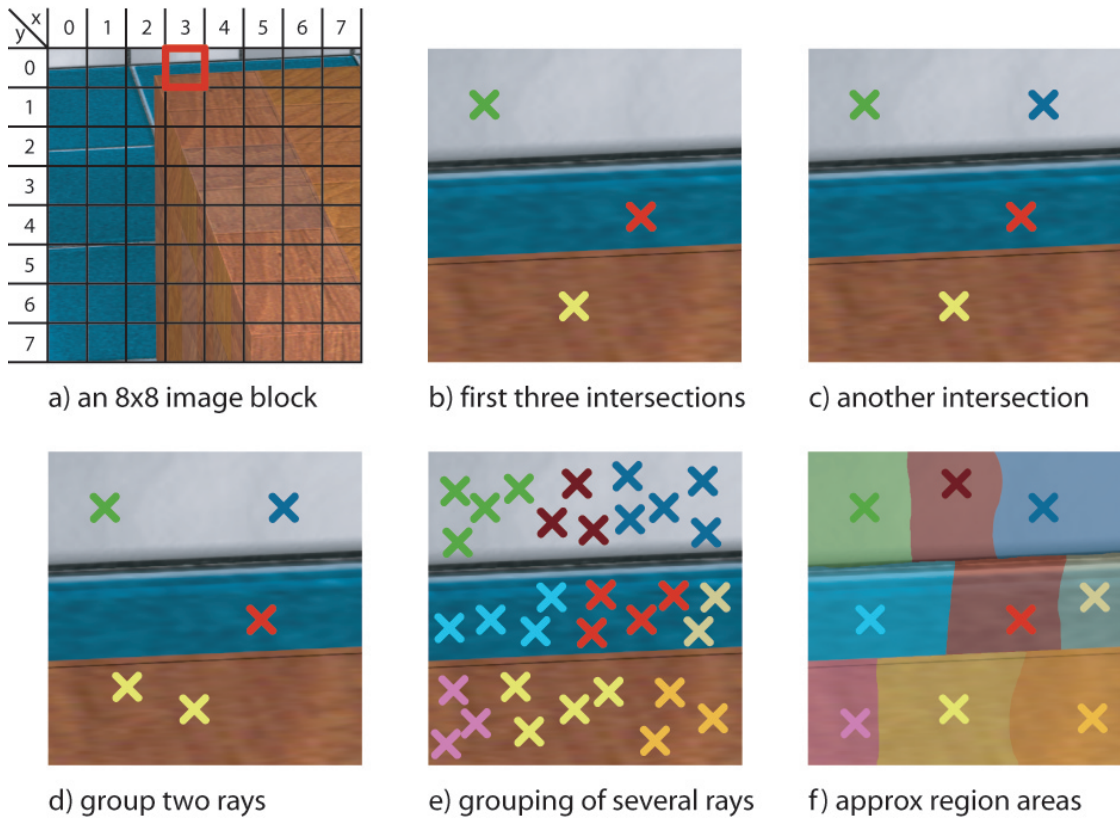 x 0 1 2 3 4 5 6 7
y
0
1
2
3
4
5
6
7
a) an 8x8 image block
b) first three intersections
c) another intersection
d) group two rays
e) grouping of several rays
f) approx region areas